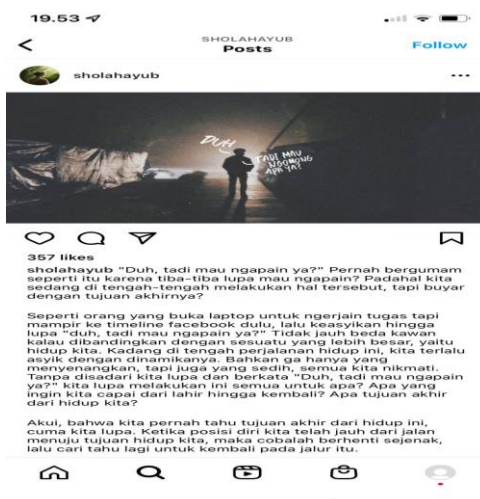 19.53
SHOLAHAYUB
Posts
Follow
sholahayub
DUH
TADI MAU
NGOMONG
APA YA?
357 likes
sholahayub "Duh, tadi mau ngapain ya?" Pernah bergumam
seperti itu karena tiba-tiba lupa mau ngapain? Padahal kita
sedang di tengah-tengah melakukan hal tersebut, tapi buyar
dengan tujuan akhirnya?
Seperti orang yang buka laptop untuk ngerjain tugas tapi
mampir ke timeline facebook dulu, lalu keasyikan hingga
lupa "duh, tadi mau ngapain ya?" Tidak jauh beda kawan
kalau dibandingkan dengan sesuatu yang lebih besar, yaitu
hidup kita. Kadang di tengah perjalanan hidup ini, kita terlalu
asyik dengan dinamikanya. Bahkan ga hanya yang
menyenangkan, tapi juga yang sedih, semua kita nikmati.
Tanpa disadari kita lupa dan berkata "Duh, tadi mau ngapain
ya?" kita lupa melakukan ini semua untuk apa? Apa yang
ingin kita capai dari lahir hingga kembali? Apa tujuan akhir
dari hidup kita?
Akui, bahwa kita pernah tahu tujuan akhir dari hidup ini,
cuma kita lupa. Ketika posisi diri kita telah jauh dari jalan
menuju tujuan hidup kita, maka cobalah berhenti sejenak,
lalu cari tahu lagi untuk kembali pada jalur itu.